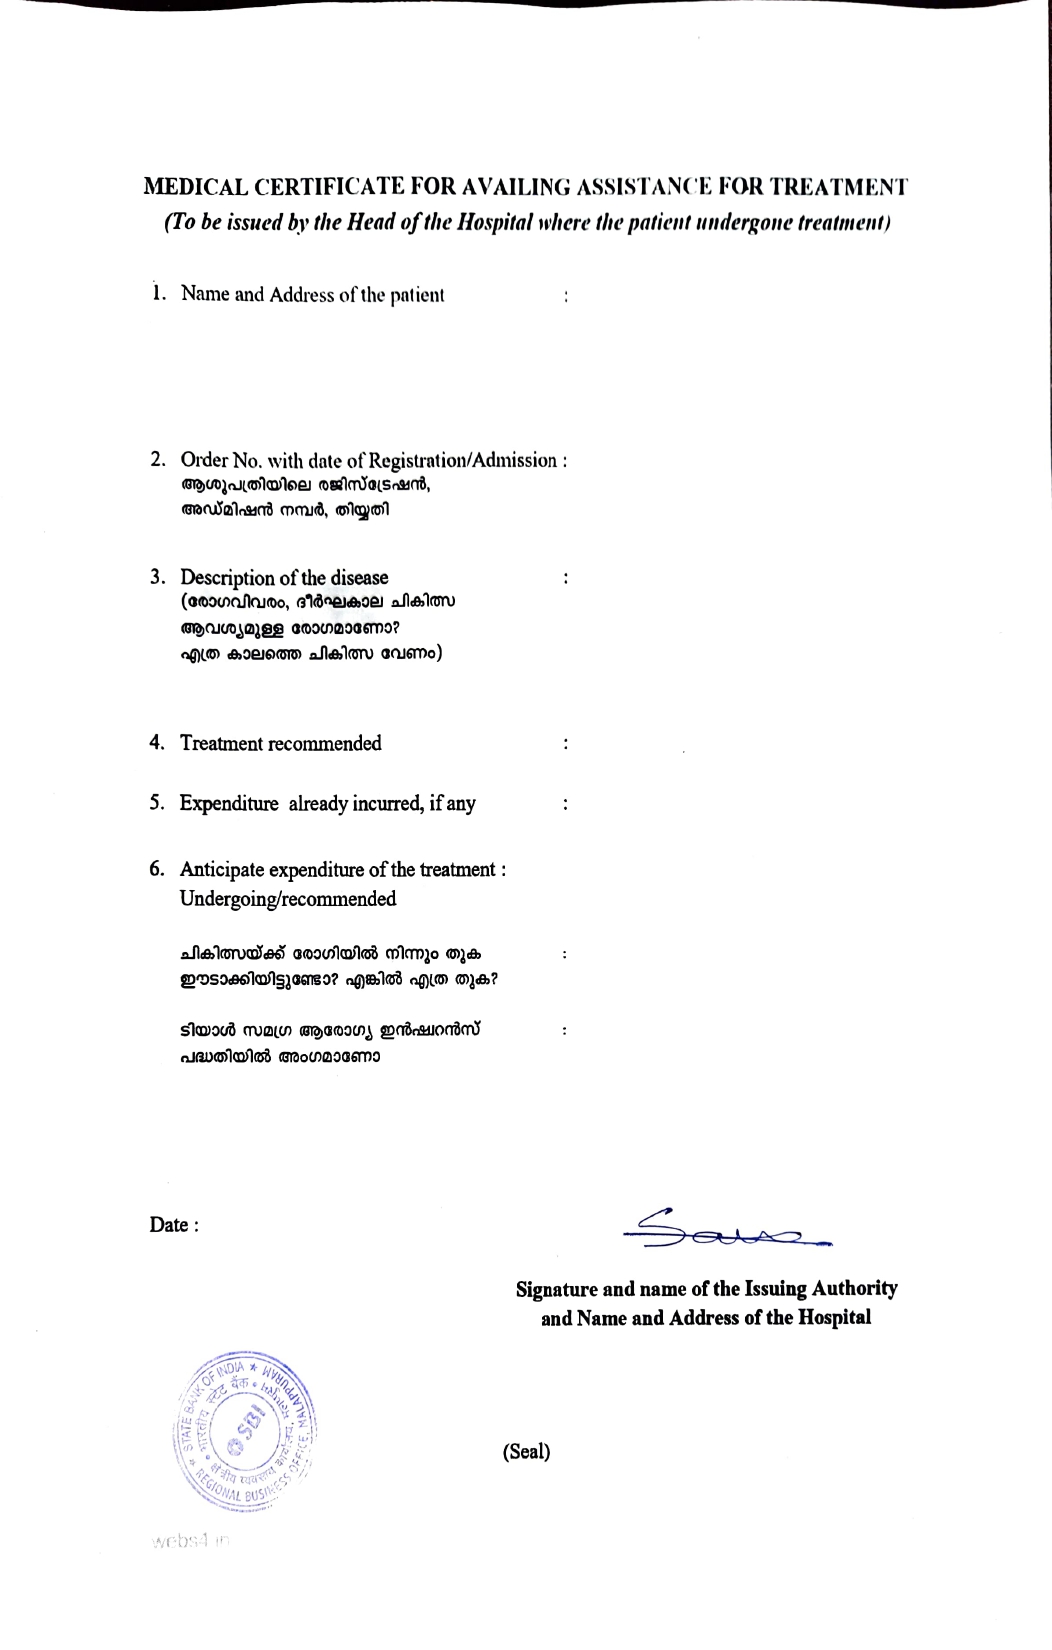 MEDICAL CERTIFICATE FOR AVAILING ASSISTANCE FOR TREATMENT
(To be issued by the Head of the Hospital where the patient undergone treatment)
1. Name and Address of the patient :
2. Order No. with date of Registration/Admission :
ആശുപത്രിയിലെ രജിസ്ട്രേഷൻ,
അഡ്മിഷൻ നമ്പർ, തിയ്യതി
3. Description of the disease :
(രോഗവിവരം, ദീർഘകാല ചികിത്സ
ആവശ്യമുള്ള രോഗമാണോ?
എത്ര കാലത്തെ ചികിത്സ വേണം)
4. Treatment recommended :
5. Expenditure already incurred, if any :
6. Anticipate expenditure of the treatment :
Undergoing/recommended
ചികിത്സയ്ക്ക് രോഗിയിൽ നിന്നും തുക :
ഈടാക്കിയിട്ടുണ്ടോ? എങ്കിൽ എത്ര തുക?
ടിയാൾ സമഗ്ര ആരോഗ്യ ഇൻഷുറൻസ് :
പദ്ധതിയിൽ അംഗമാണോ
Date :
Signature and name of the Issuing Authority
and Name and Address of the Hospital
STATE BANK OF INDIA ★ MALAPPURAM
REGIONAL BUSINESS OFFICE,
भारतीय स्टेट बैंक
क्षेत्रीय व्यवसाय कार्यालय,
SBI
(Seal)
webs4.in